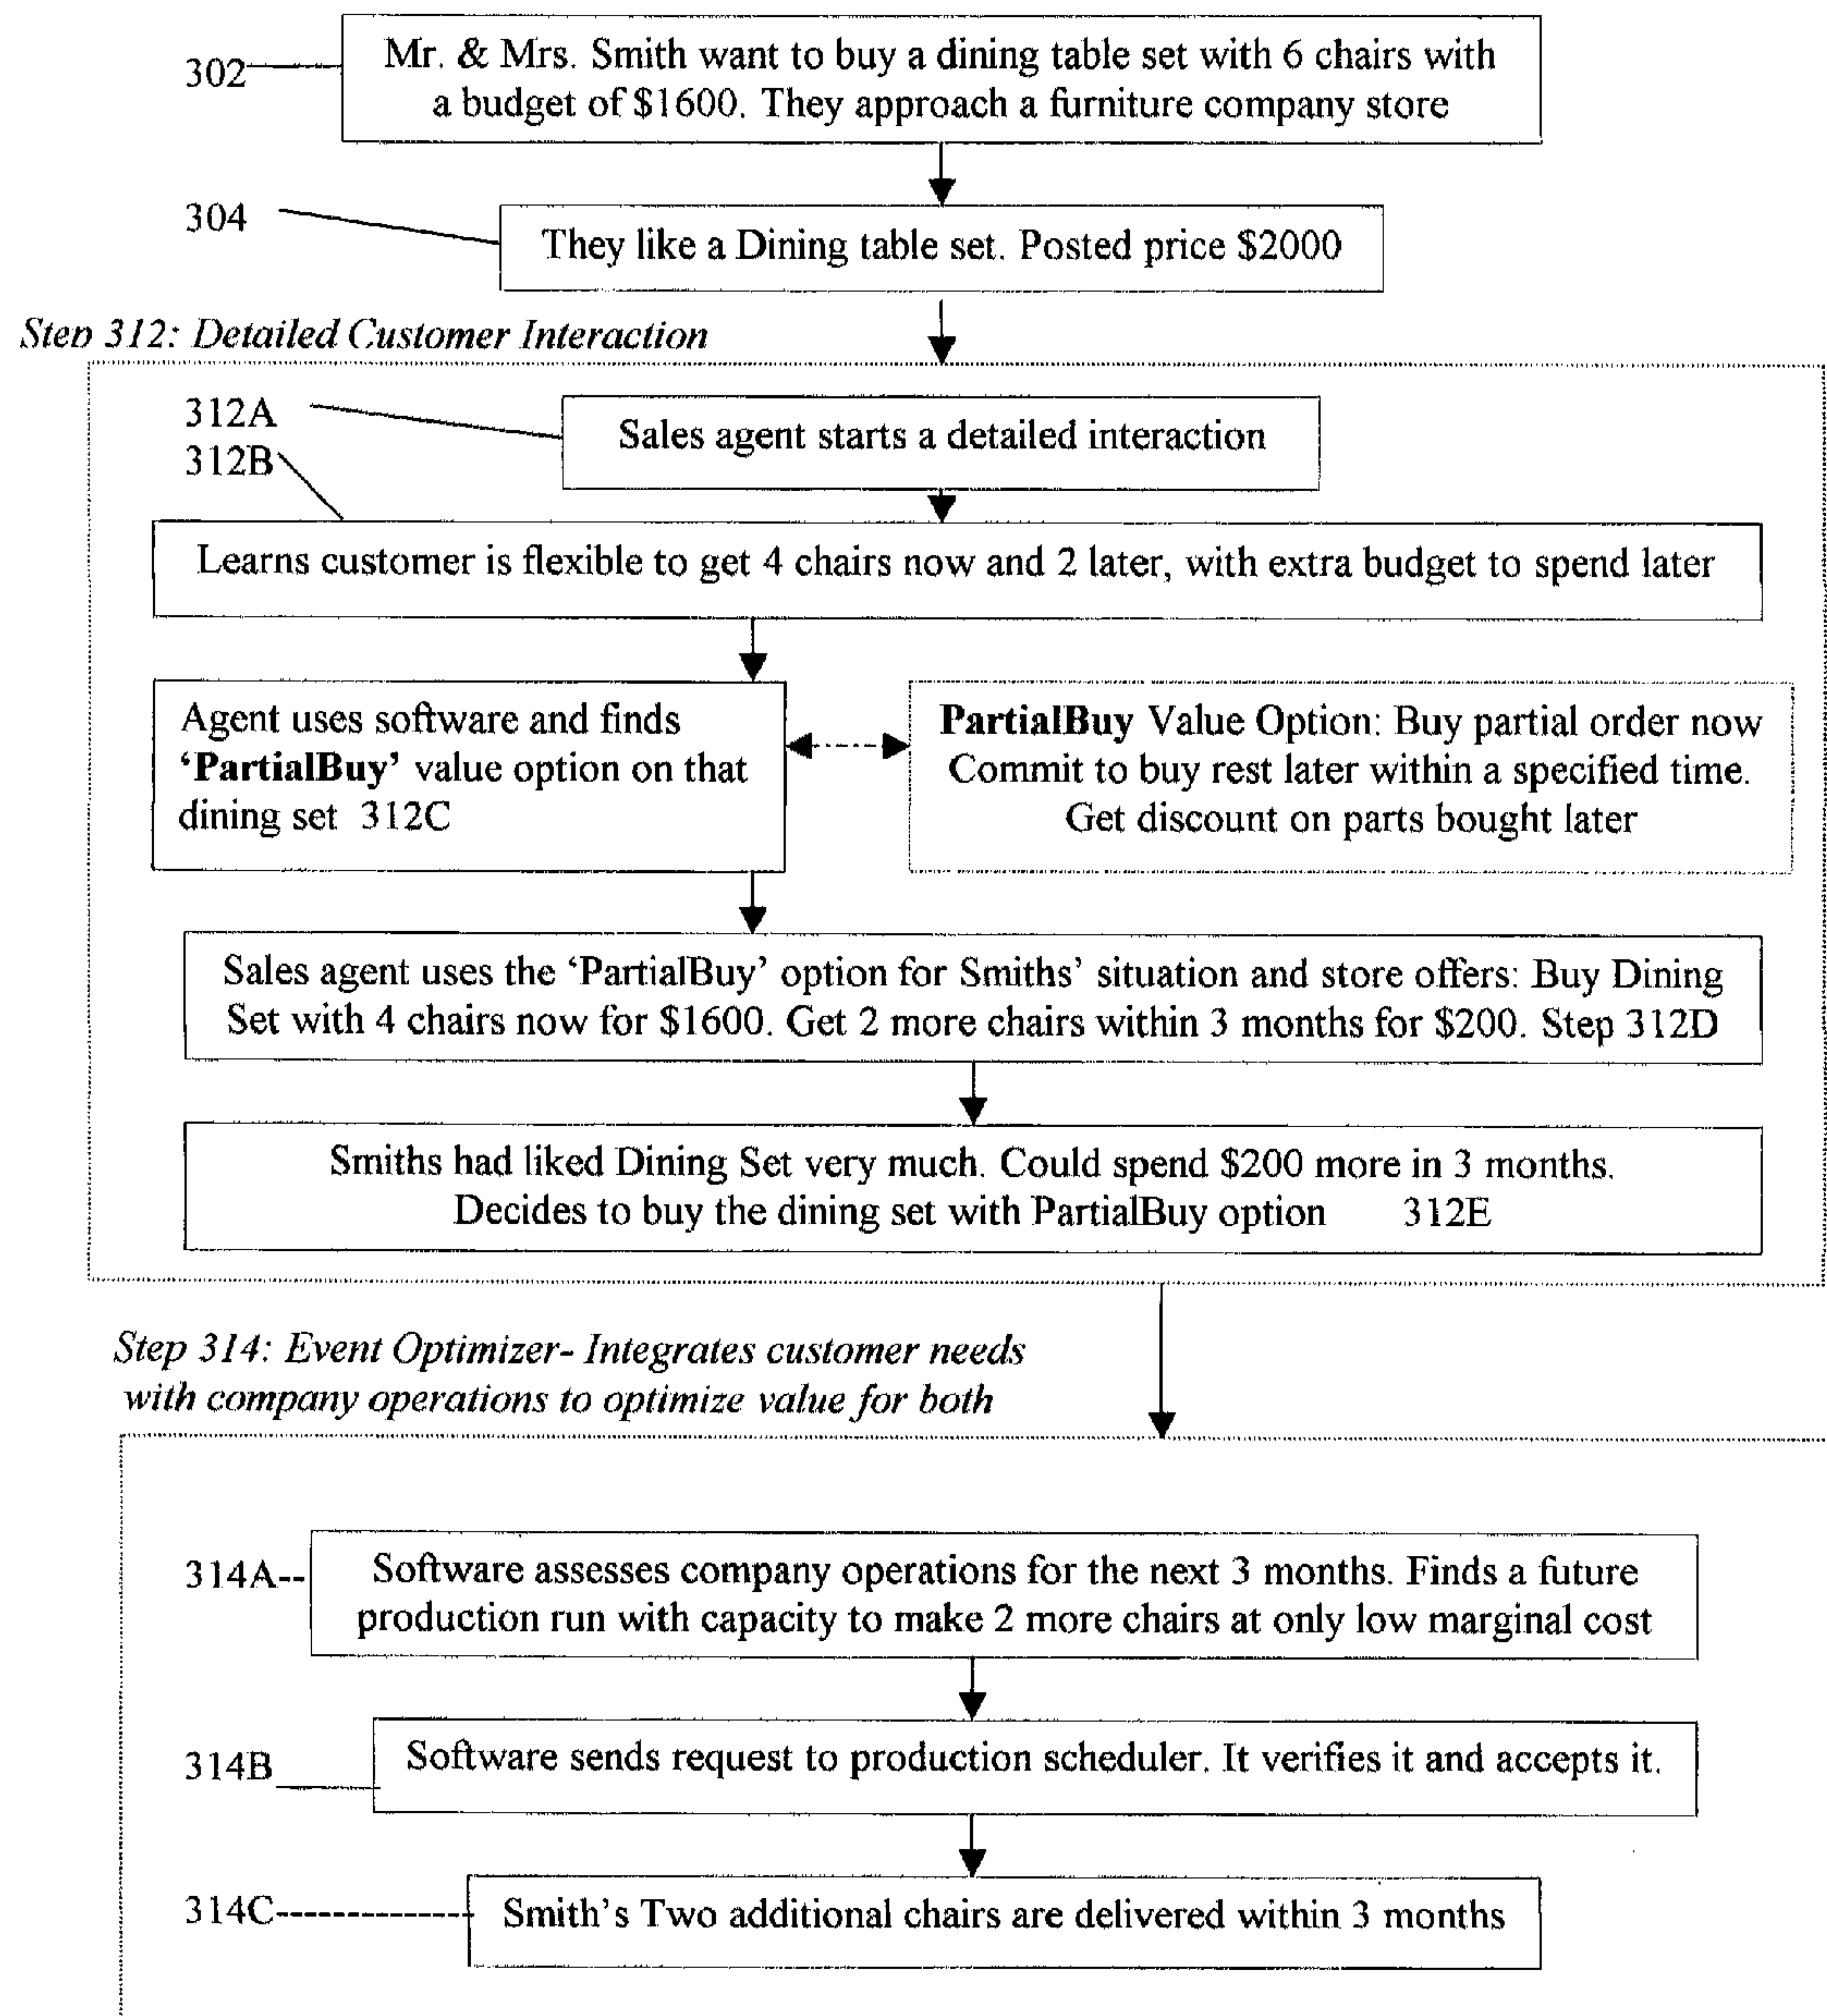 302
Mr. & Mrs. Smith want to buy a dining table set with 6 chairs with
a budget of $1600. They approach a furniture company store
304
They like a Dining table set. Posted price $2000
Step 312: Detailed Customer Interaction
312A
Sales agent starts a detailed interaction
312B
Learns customer is flexible to get 4 chairs now and 2 later, with extra budget to spend later
Agent uses software and finds
‘PartialBuy’ value option on that
dining set 312C
PartialBuy Value Option: Buy partial order now
Commit to buy rest later within a specified time.
Get discount on parts bought later
Sales agent uses the ‘PartialBuy’ option for Smiths’ situation and store offers: Buy Dining
Set with 4 chairs now for $1600. Get 2 more chairs within 3 months for $200. Step 312D
Smiths had liked Dining Set very much. Could spend $200 more in 3 months.
Decides to buy the dining set with PartialBuy option 312E
Step 314: Event Optimizer- Integrates customer needs
with company operations to optimize value for both
314A
Software assesses company operations for the next 3 months. Finds a future
production run with capacity to make 2 more chairs at only low marginal cost
314B
Software sends request to production scheduler. It verifies it and accepts it.
314C
Smith’s Two additional chairs are delivered within 3 months